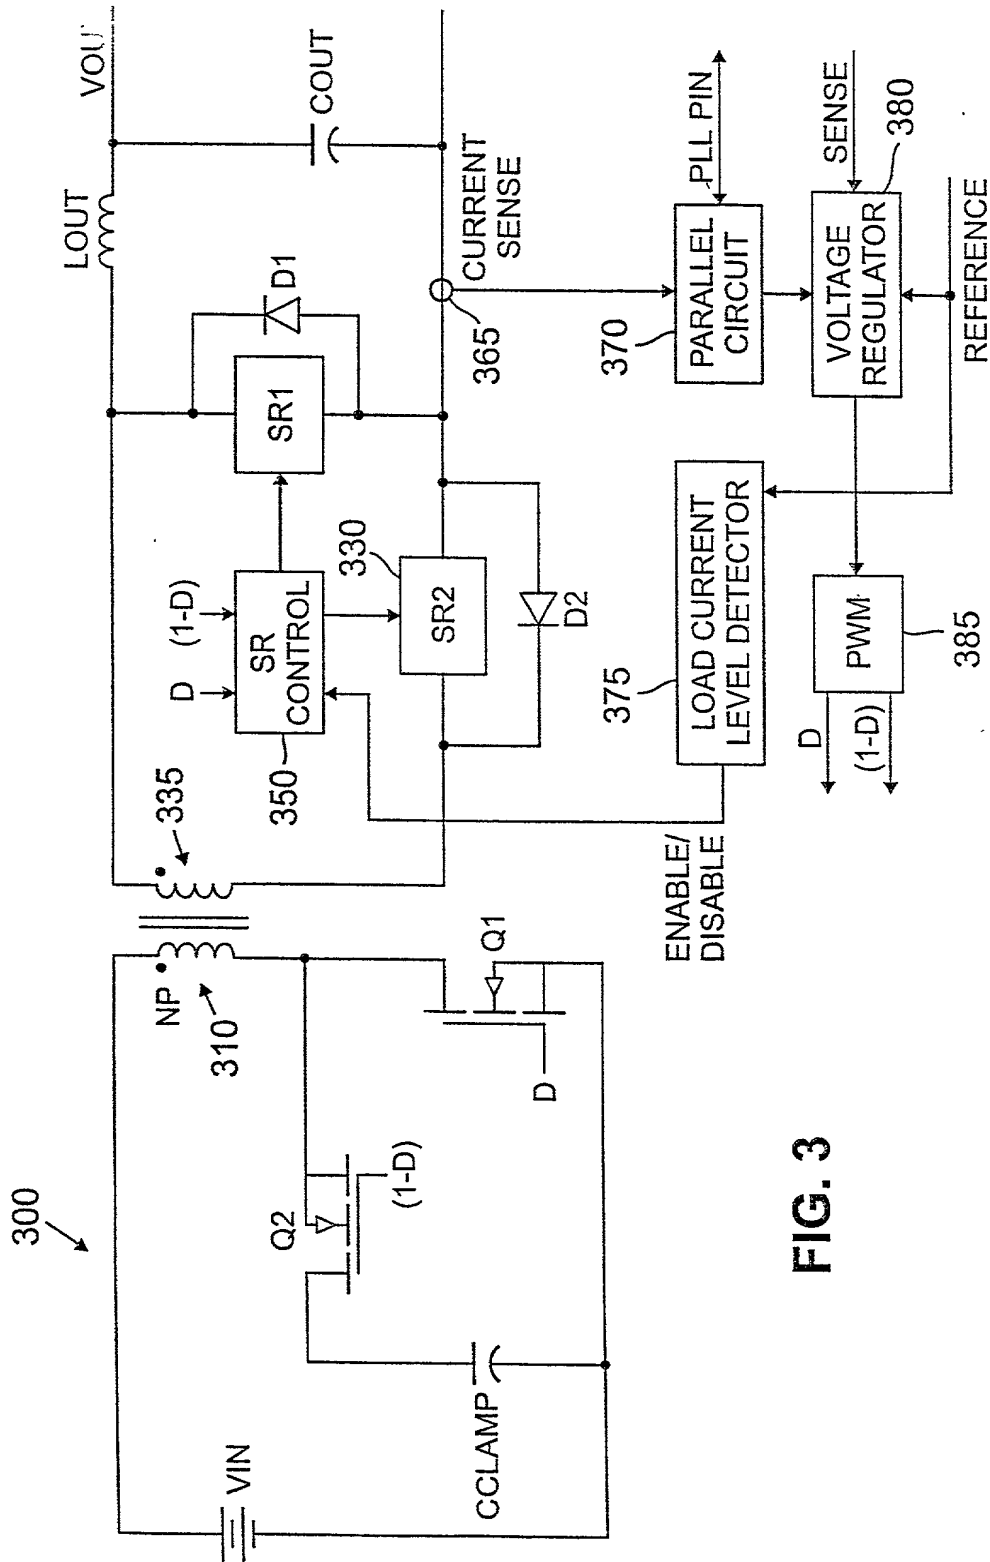 300
VIN
CCLAMP
Q2
(1-D)
NP
310
335
D
Q1
350
SR
CONTROL
D
(1-D)
330
SR2
D2
SR1
D1
LOUT
VOU
COUT
365
CURRENT
SENSE
370
PARALLEL
CIRCUIT
PLL PIN
375
LOAD CURRENT
LEVEL DETECTOR
ENABLE/
DISABLE
VOLTAGE
REGULATOR
380
SENSE
REFERENCE
PWM
385
D
(1-D)
FIG. 3